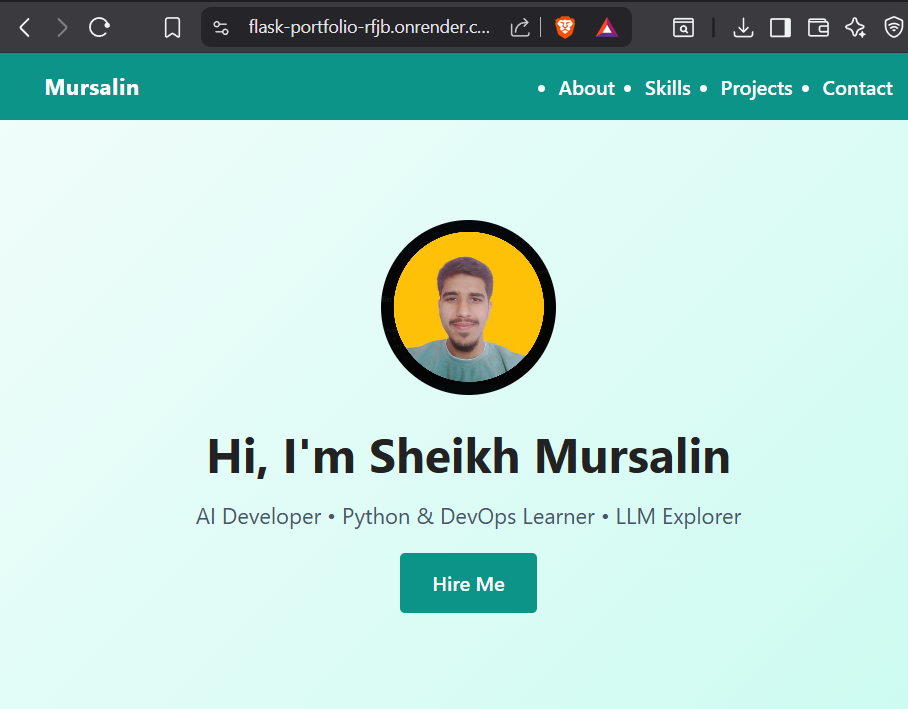 flask-portfolio-rfjb.onrender.c...
Mursalin
• About • Skills • Projects • Contact
Hi, I'm Sheikh Mursalin
AI Developer • Python & DevOps Learner • LLM Explorer
Hire Me